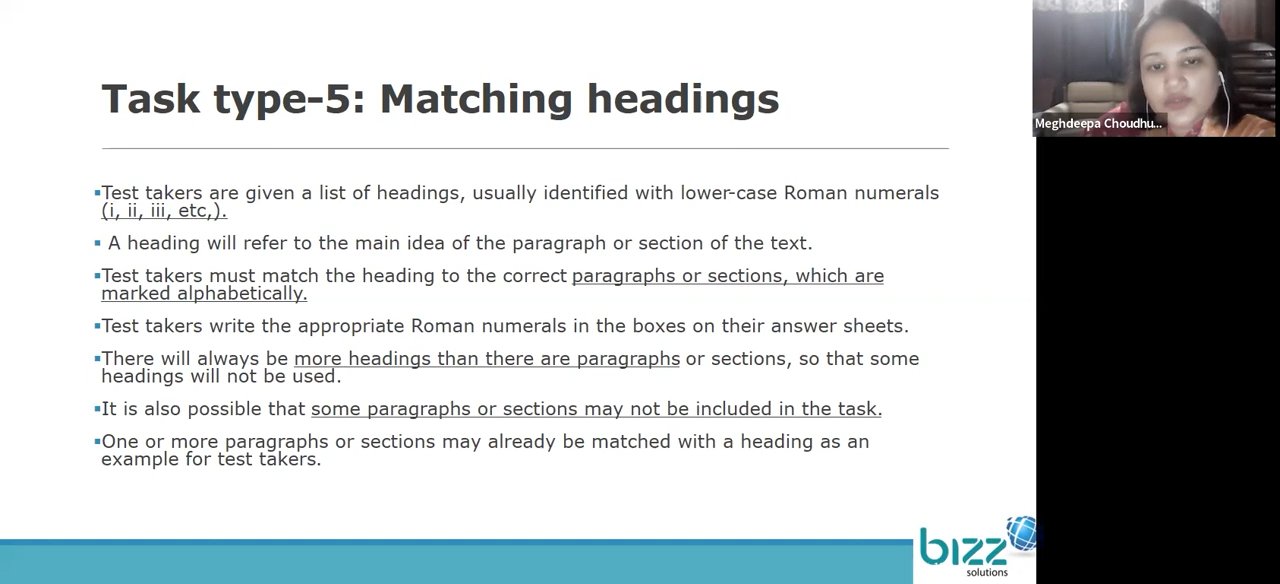 Task type-5: Matching headings
Meghdeepa Choudhu...
▪Test takers are given a list of headings, usually identified with lower-case Roman numerals
(i, ii, iii, etc,).
▪ A heading will refer to the main idea of the paragraph or section of the text.
▪Test takers must match the heading to the correct paragraphs or sections, which are
marked alphabetically.
▪Test takers write the appropriate Roman numerals in the boxes on their answer sheets.
▪There will always be more headings than there are paragraphs or sections, so that some
headings will not be used.
▪It is also possible that some paragraphs or sections may not be included in the task.
▪One or more paragraphs or sections may already be matched with a heading as an
example for test takers.
bizz
solutions